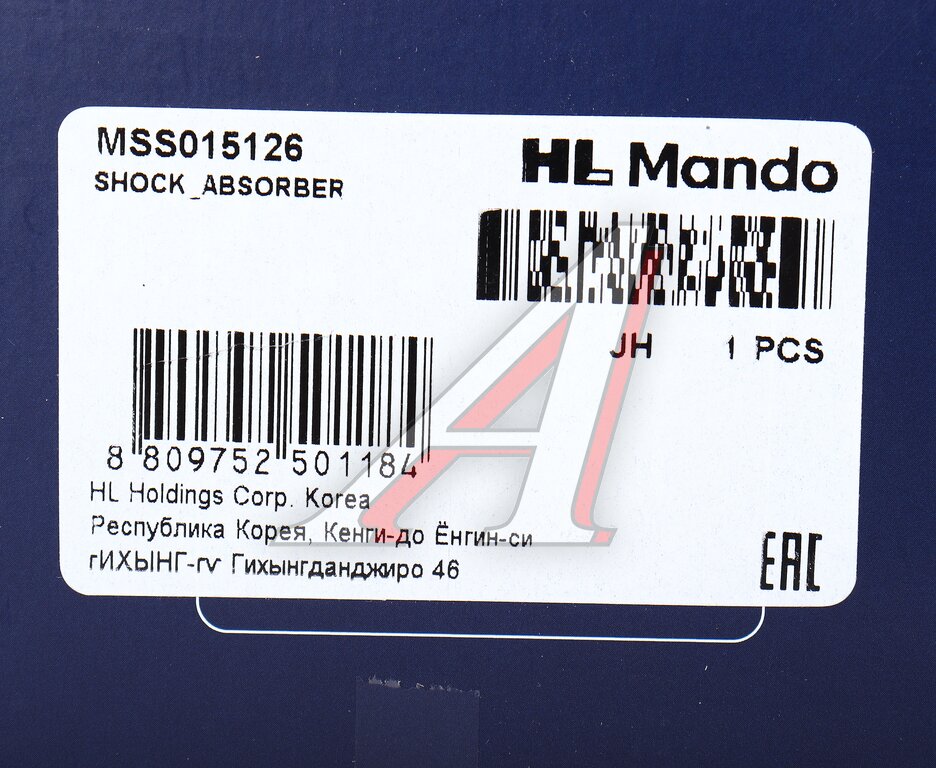 MSS015126
SHOCK_ABSORBER
HL Mando
JH 1 PCS
8 809752 501184
HL Holdings Corp. Korea
Республика Корея, Кенги-до Ёнгин-си
гИХЫНГ-гу Гихынгданджиро 46
EAC